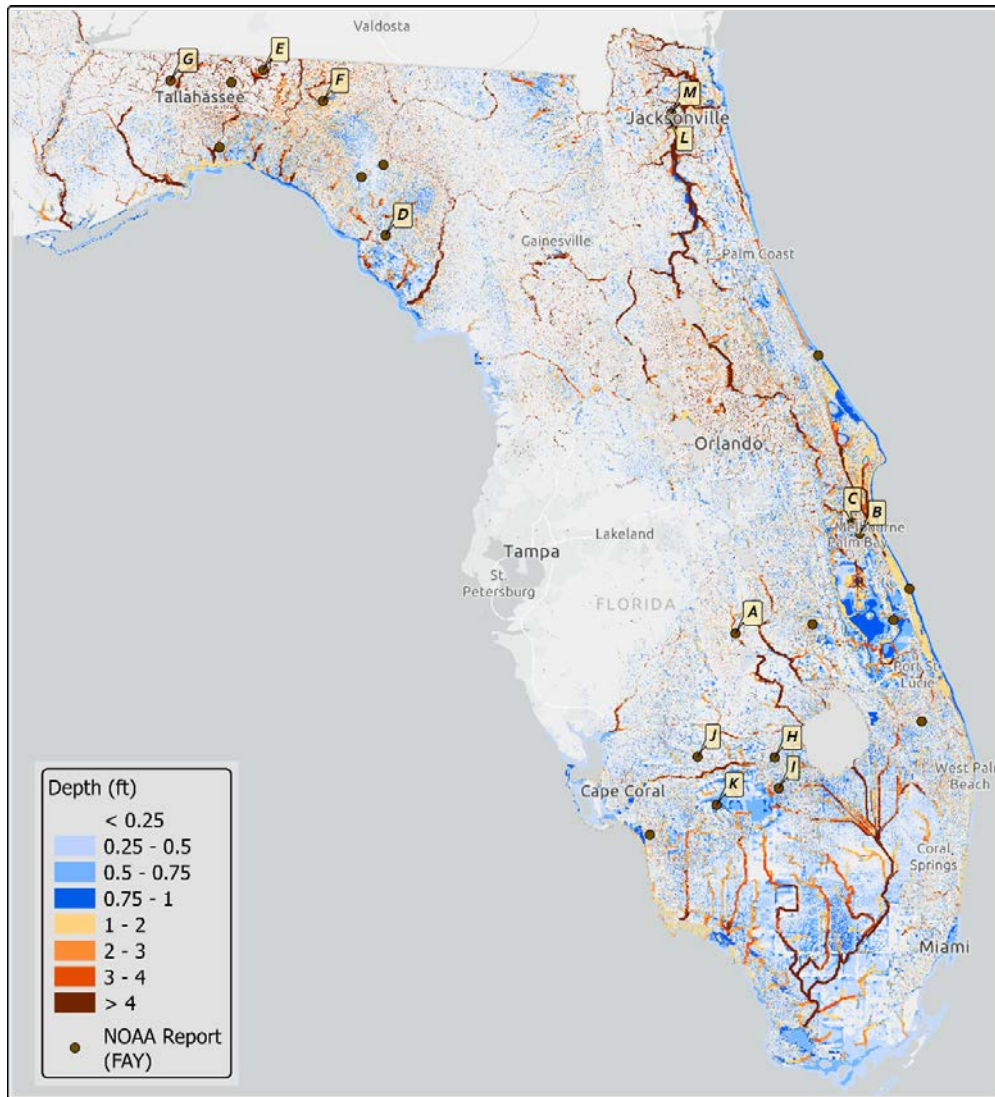 Valdosta
E
G
F
Tallahassee
M
Jacksonville
L
D
Gainesville
Palm Coast
Orlando
C
B
Melbourne
Palm Bay
Lakeland
Tampa
St.
Petersburg
FLORIDA
A
Port St.
Lucie
J
H
I
West Palm
Beach
Cape Coral
K
Coral
Springs
Miami
Depth (ft)
< 0.25
0.25 - 0.5
0.5 - 0.75
0.75 - 1
1 - 2
2 - 3
3 - 4
> 4
NOAA Report
(FAY)